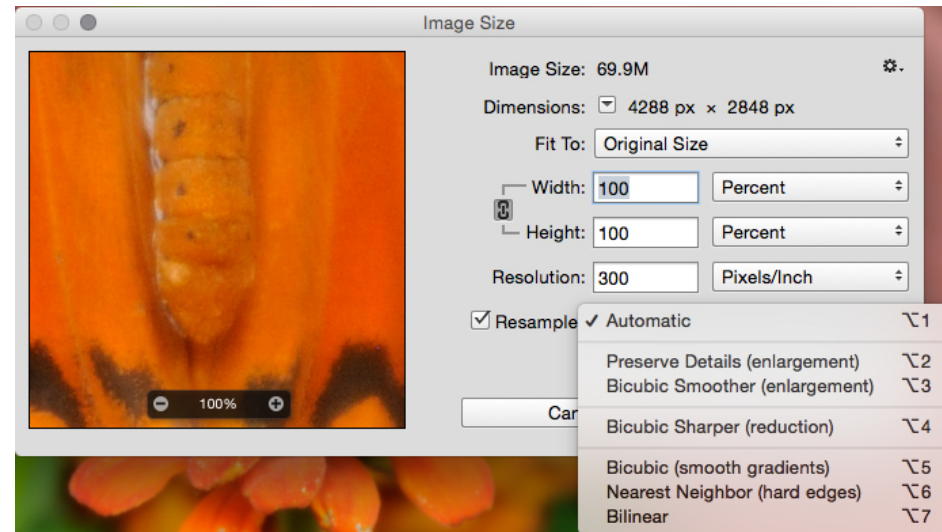 Image Size
Image Size: 69.9M
Dimensions: 4288 px × 2848 px
Fit To: Original Size
Width: 100 Percent
Height: 100 Percent
Resolution: 300 Pixels/Inch
Resample ✓ Automatic ⌥1
Preserve Details (enlargement) ⌥2
Bicubic Smoother (enlargement) ⌥3
100%
Car
Bicubic Sharper (reduction) ⌥4
Bicubic (smooth gradients) ⌥5
Nearest Neighbor (hard edges) ⌥6
Bilinear ⌥7